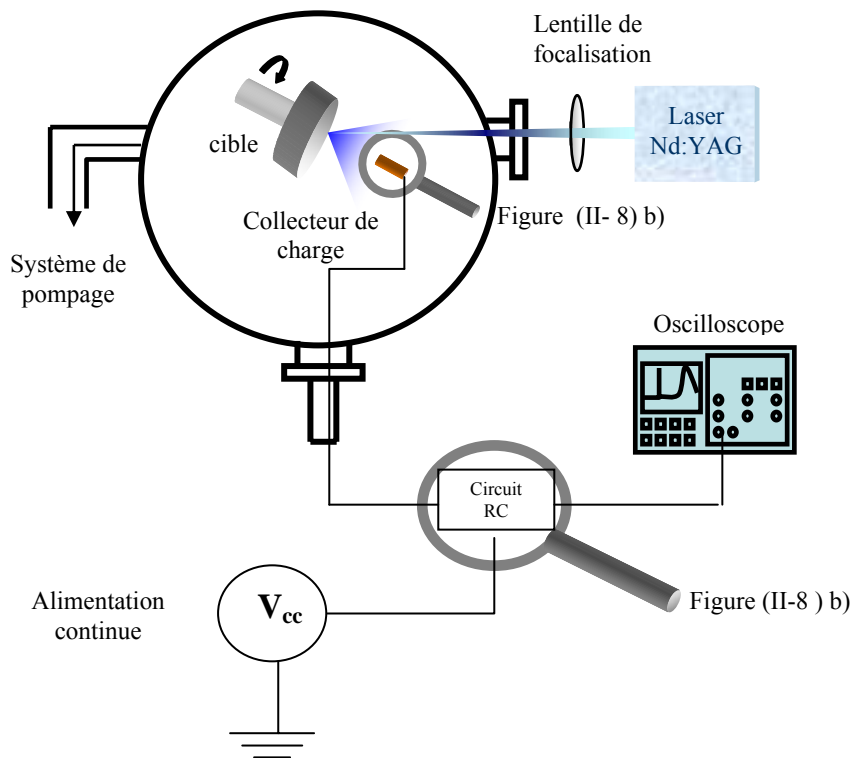 Lentille de
focalisation
Laser
Nd:YAG
cible
Figure (II- 8) b)
Collecteur de
charge
Système de
pompage
Oscilloscope
Circuit
RC
Alimentation
continue
Vcc
Figure (II-8 ) b)